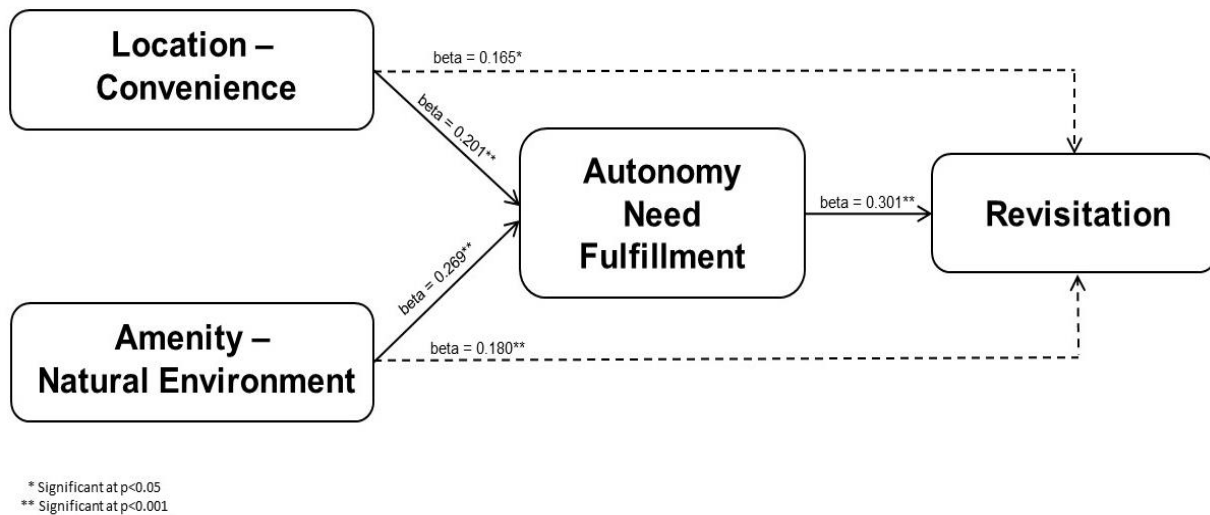 Location –
Convenience
beta = 0.165*
beta = 0.201**
Autonomy
Need
Fulfillment
beta = 0.301**
Revisitation
beta = 0.269**
Amenity –
Natural Environment
beta = 0.180**
* Significant at p<0.05
** Significant at p<0.001